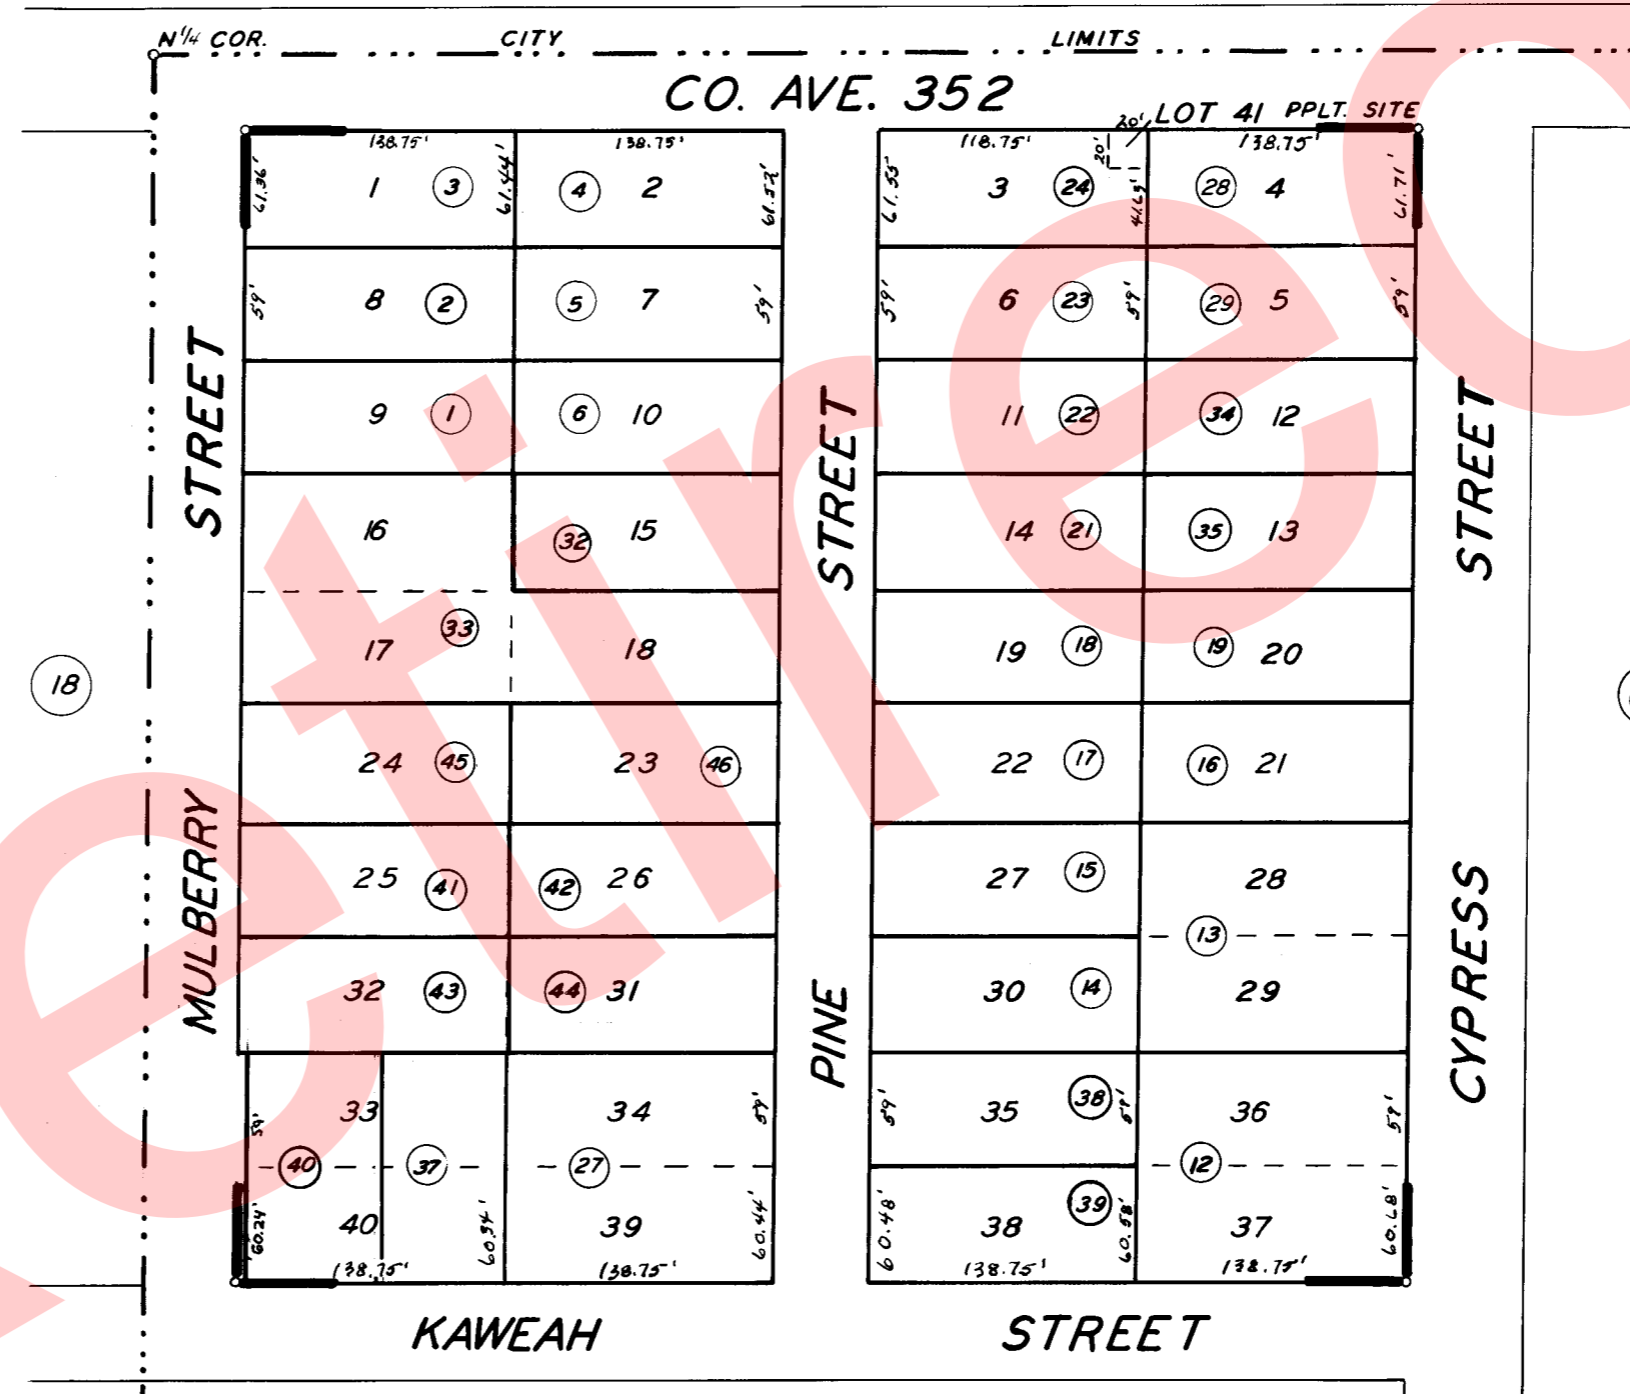 N 1/4 COR. CITY LIMITS
CO. AVE. 352
20' LOT 41 PPLT. SITE
138.75' 138.75' 118.75' 20' 138.75'
61.36' 1 3 61.44' 4 2 61.52' 61.55' 3 24 28 4 61.71'
59' 8 2 5 7 59' 59' 6 23 59' 29 5 59'
9 1 6 10 11 22 34 12
16 32 15 14 21 35 13
17 33 18 19 18 19 20
18
24 45 23 46 22 17 16 21
25 41 42 26 27 15 28
13
32 43 44 31 30 14 29
59' 33 34 59' 59' 35 38 59' 36 59'
40 37 27 12
60.24' 40 39 60.44' 60.48' 38 39 60.58' 37 60.68'
138.75' 138.75' 138.75' 138.75'
MULBERRY STREET
PINE STREET
CYPRESS STREET
KAWEAH STREET
etirec